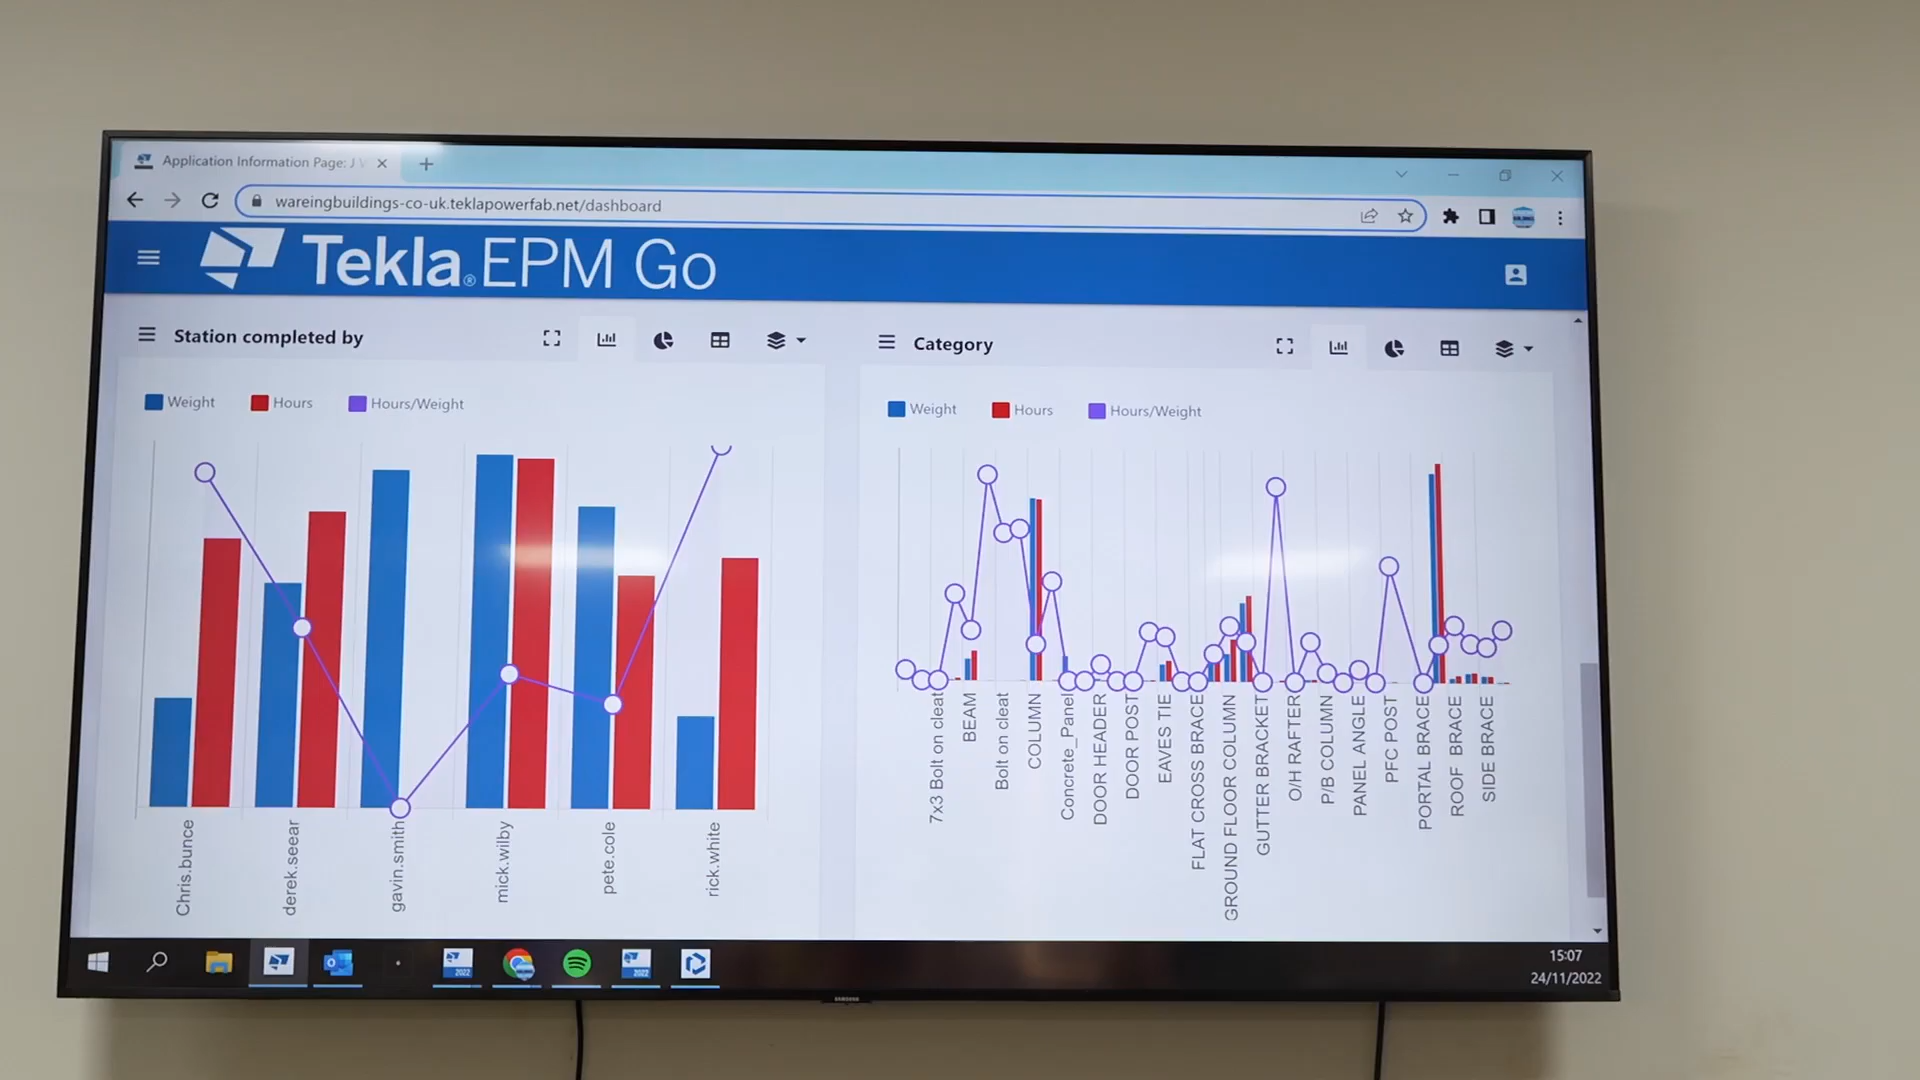 Application Information Page: J
wareingbuildings-co-uk.teklapowerfab.net/dashboard
Tekla® EPM Go
Station completed by
Weight
Hours
Hours/Weight
Chris.bunce
derek.seear
gavin.smith
mick.wilby
pete.cole
rick.white
Category
Weight
Hours
Hours/Weight
7x3 Bolt on cleat
BEAM
Bolt on cleat
COLUMN
Concrete_Panel
DOOR HEADER
DOOR POST
EAVES TIE
FLAT CROSS BRACE
GROUND FLOOR COLUMN
GUTTER BRACKET
O/H RAFTER
P/B COLUMN
PANEL ANGLE
PFC POST
PORTAL BRACE
ROOF BRACE
SIDE BRACE
2022
2022
15:07
24/11/2022
SAMSUNG